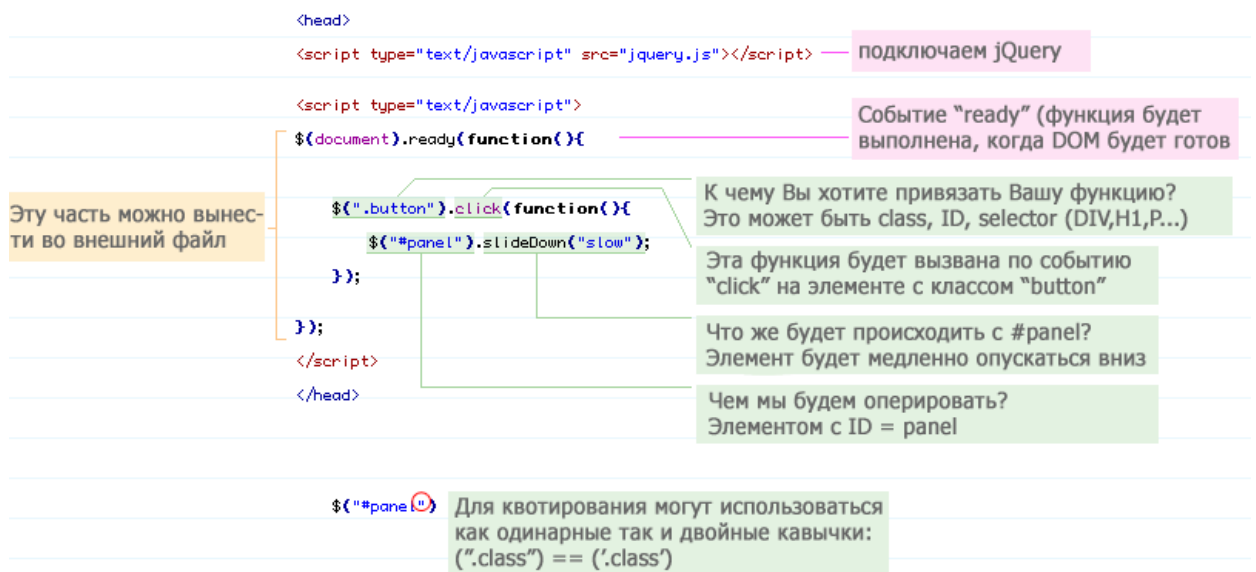 <head>
<script type="text/javascript" src="jquery.js"></script>
подключаем jQuery
<script type="text/javascript">
$(document).ready(function(){
Событие “ready” (функция будет
выполнена, когда DOM будет готов
Эту часть можно вынес-
ти во внешний файл
$(".button").click(function(){
К чему Вы хотите привязать Вашу функцию?
Это может быть class, ID, selector (DIV,H1,P...)
$("#panel").slideDown("slow");
Эта функция будет вызвана по событию
“click” на элементе с классом “button”
});
});
Что же будет происходить с #panel?
Элемент будет медленно опускаться вниз
</script>
</head>
Чем мы будем оперировать?
Элементом с ID = panel
$("#panel")
Для квотирования могут использоваться
как одинарные так и двойные кавычки:
(”.class”) == (‘.class’)